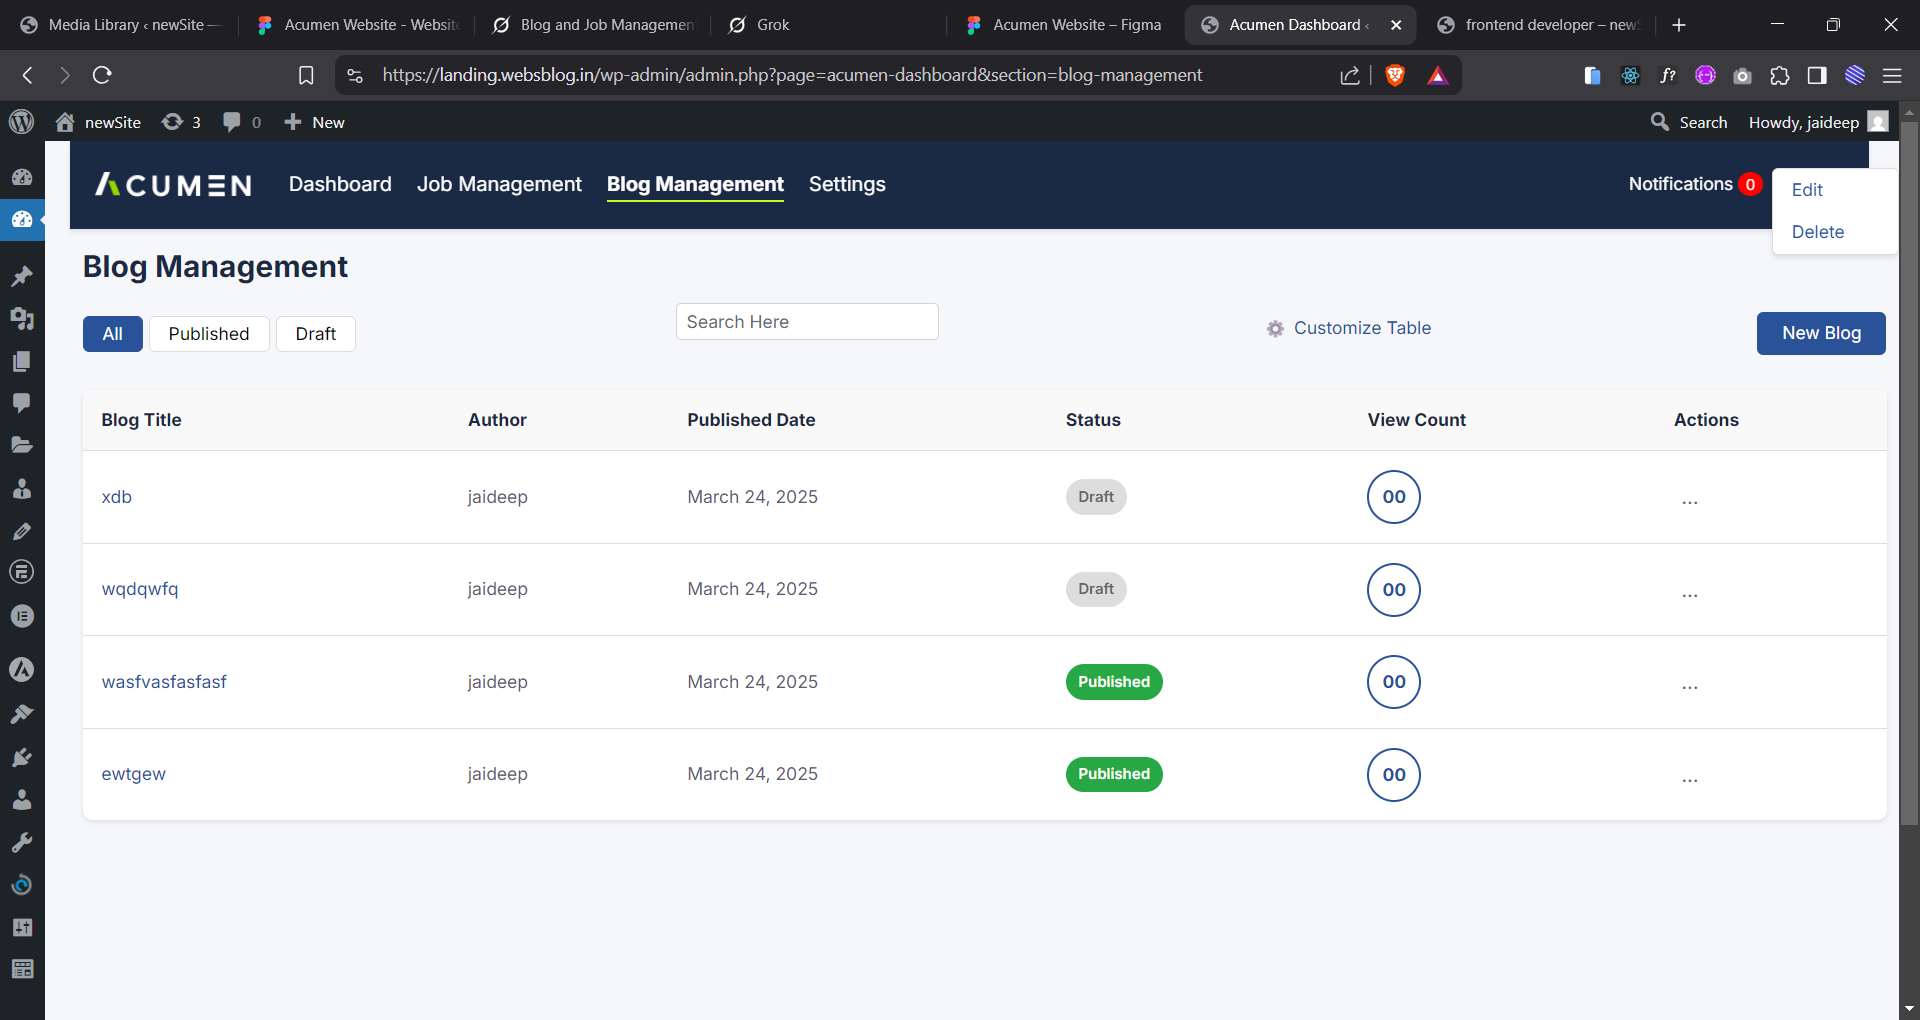 Media Library ‹ newSite —
Acumen Website - Websit
Blog and Job Managemen
Grok
Acumen Website – Figma
Acumen Dashboard ‹
frontend developer – new
https://landing.websblog.in/wp-admin/admin.php?page=acumen-dashboard&section=blog-management
newSite 3 0 New
Search Howdy, jaideep
ACUMEN Dashboard Job Management Blog Management Settings Notifications 0
Edit
Delete
Blog Management
All Published Draft Search Here Customize Table New Blog
Blog Title Author Published Date Status View Count Actions
xdb jaideep March 24, 2025 Draft 00 ...
wqdqwfq jaideep March 24, 2025 Draft 00 ...
wasfvasfasfasf jaideep March 24, 2025 Published 00 ...
ewtgew jaideep March 24, 2025 Published 00 ...